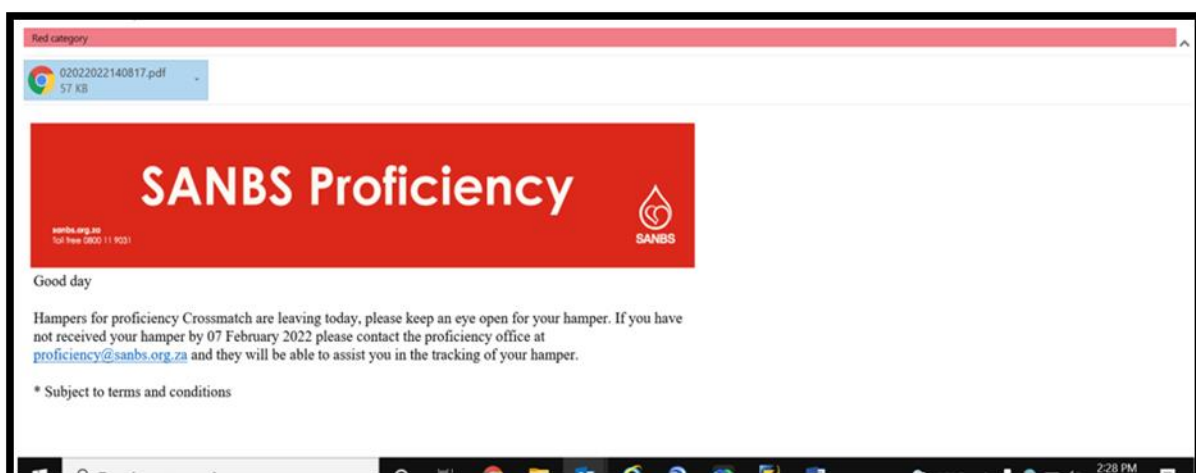 Red category
02022022140817.pdf
57 KB
SANBS Proficiency
sanbs.org.za
Toll free 0800 11 9031
SANBS
Good day
Hampers for proficiency Crossmatch are leaving today, please keep an eye open for your hamper. If you have
not received your hamper by 07 February 2022 please contact the proficiency office at
proficiency@sanbs.org.za and they will be able to assist you in the tracking of your hamper.
* Subject to terms and conditions
2:28 PM